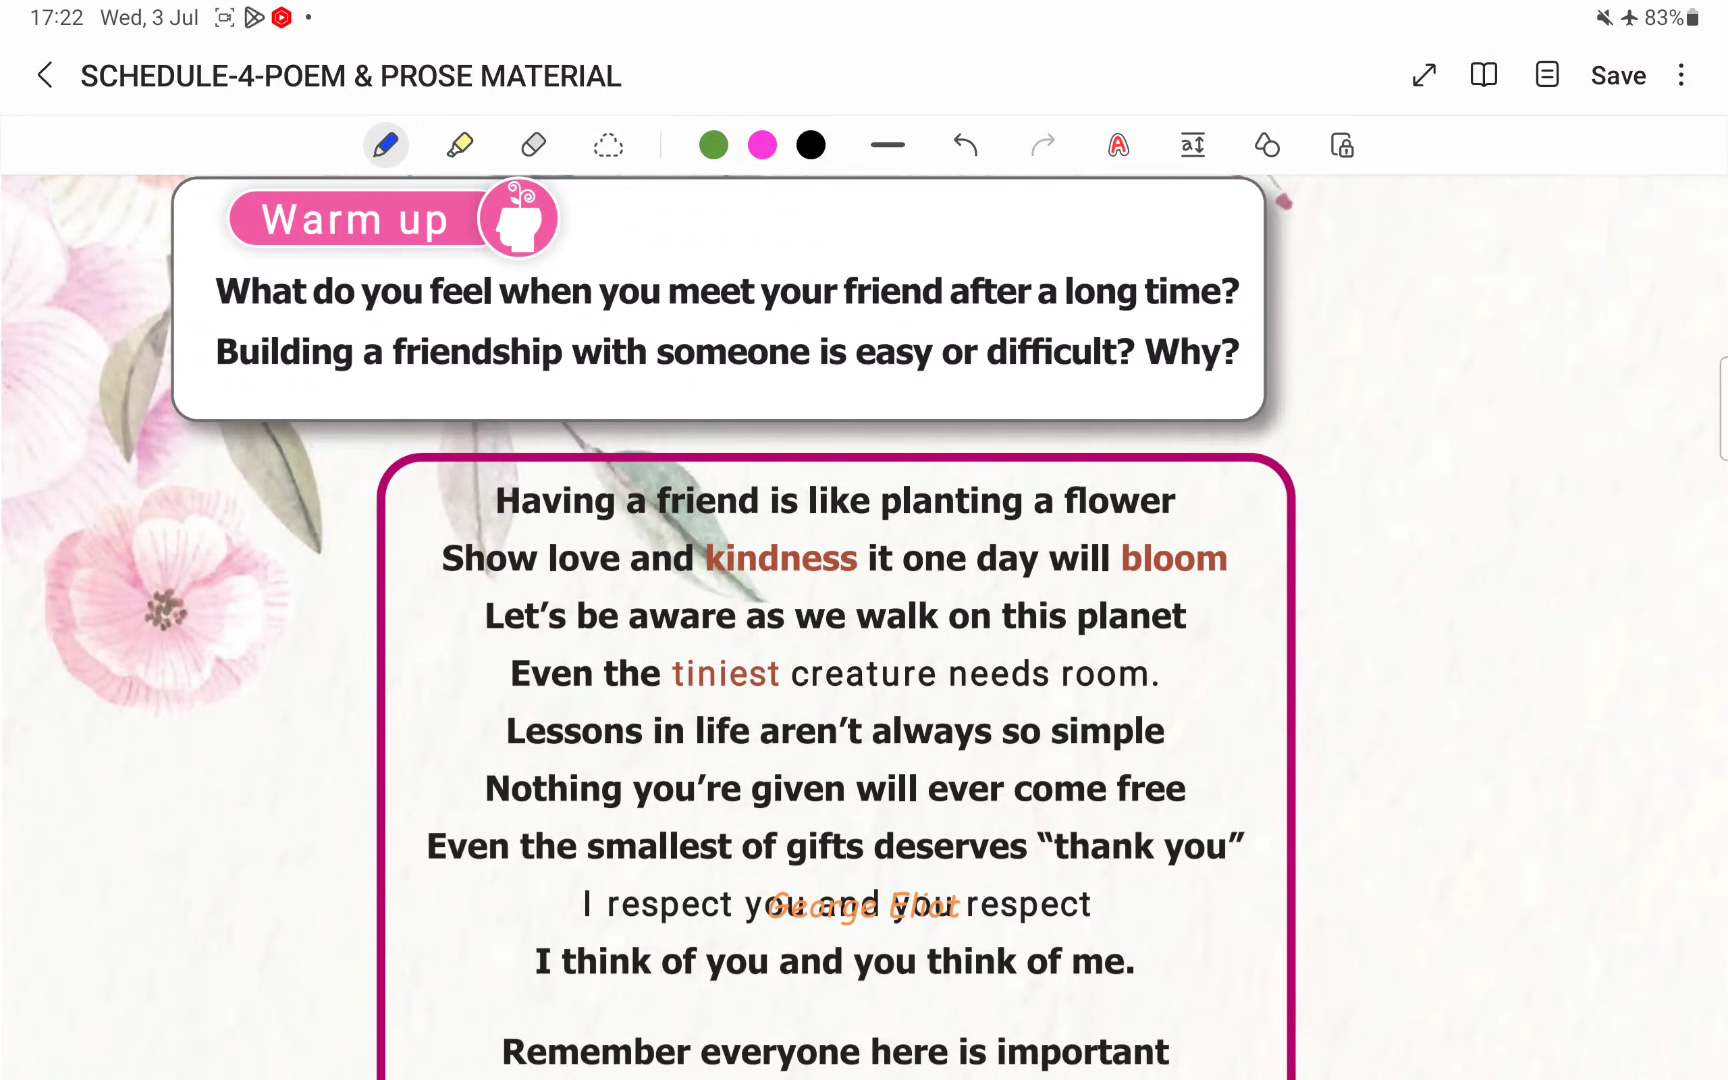 17:22 Wed, 3 Jul
83%
SCHEDULE-4-POEM & PROSE MATERIAL
Save
Warm up
What do you feel when you meet your friend after a long time?
Building a friendship with someone is easy or difficult? Why?
Having a friend is like planting a flower
Show love and kindness it one day will bloom
Let’s be aware as we walk on this planet
Even the tiniest creature needs room.
Lessons in life aren’t always so simple
Nothing you’re given will ever come free
Even the smallest of gifts deserves “thank you”
I respect you and you respect
George Eliot
I think of you and you think of me.
Remember everyone here is important